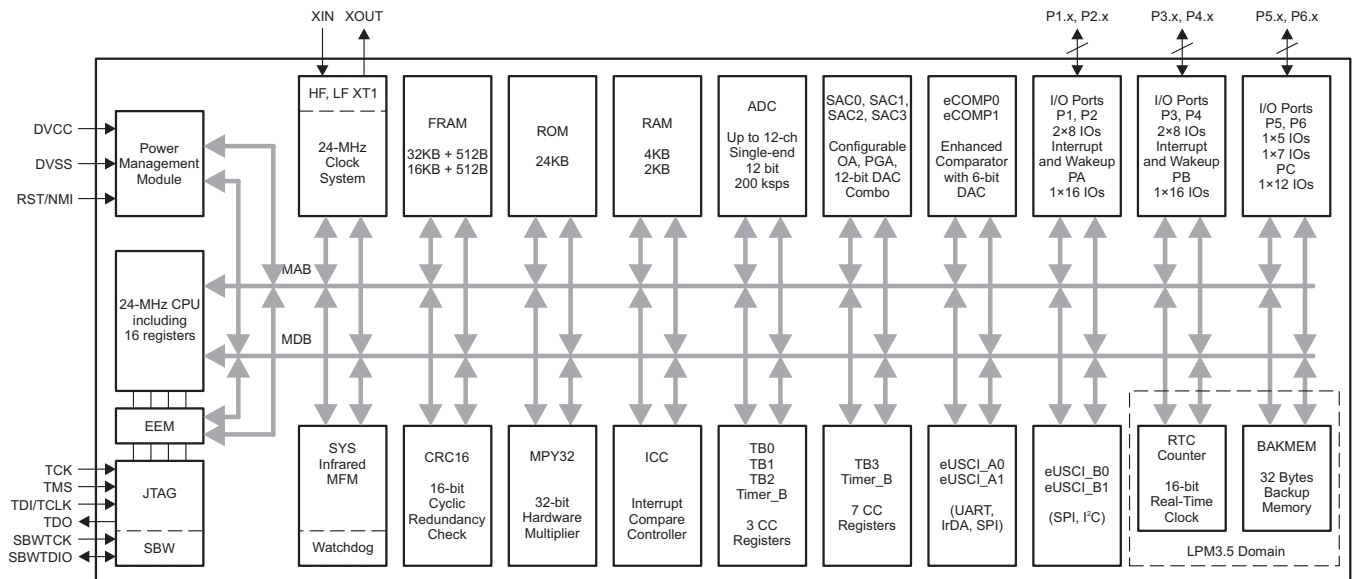 XIN XOUT
P1.x, P2.x
P3.x, P4.x
P5.x, P6.x
DVCC
DVSS
RST/NMI
Power
Management
Module
HF, LF XT1
24-MHz
Clock
System
FRAM
32KB + 512B
16KB + 512B
ROM
24KB
RAM
4KB
2KB
ADC
Up to 12-ch
Single-end
12 bit
200 ksps
SAC0, SAC1,
SAC2, SAC3
Configurable
OA, PGA,
12-bit DAC
Combo
eCOMP0
eCOMP1
Enhanced
Comparator
with 6-bit
DAC
I/O Ports
P1, P2
2×8 IOs
Interrupt
and Wakeup
PA
1×16 IOs
I/O Ports
P3, P4
2×8 IOs
Interrupt
and Wakeup
PB
1×16 IOs
I/O Ports
P5, P6
1×5 IOs
1×7 IOs
PC
1×12 IOs
MAB
24-MHz CPU
including
16 registers
MDB
EEM
TCK
TMS
TDI/TCLK
TDO
SBWTCK
SBWTDIO
JTAG
SBW
SYS
Infrared
MFM
Watchdog
CRC16
16-bit
Cyclic
Redundancy
Check
MPY32
32-bit
Hardware
Multiplier
ICC
Interrupt
Compare
Controller
TB0
TB1
TB2
Timer_B
3 CC
Registers
TB3
Timer_B
7 CC
Registers
eUSCI_A0
eUSCI_A1
(UART,
IrDA, SPI)
eUSCI_B0
eUSCI_B1
(SPI, I²C)
RTC
Counter
16-bit
Real-Time
Clock
BAKMEM
32 Bytes
Backup
Memory
LPM3.5 Domain